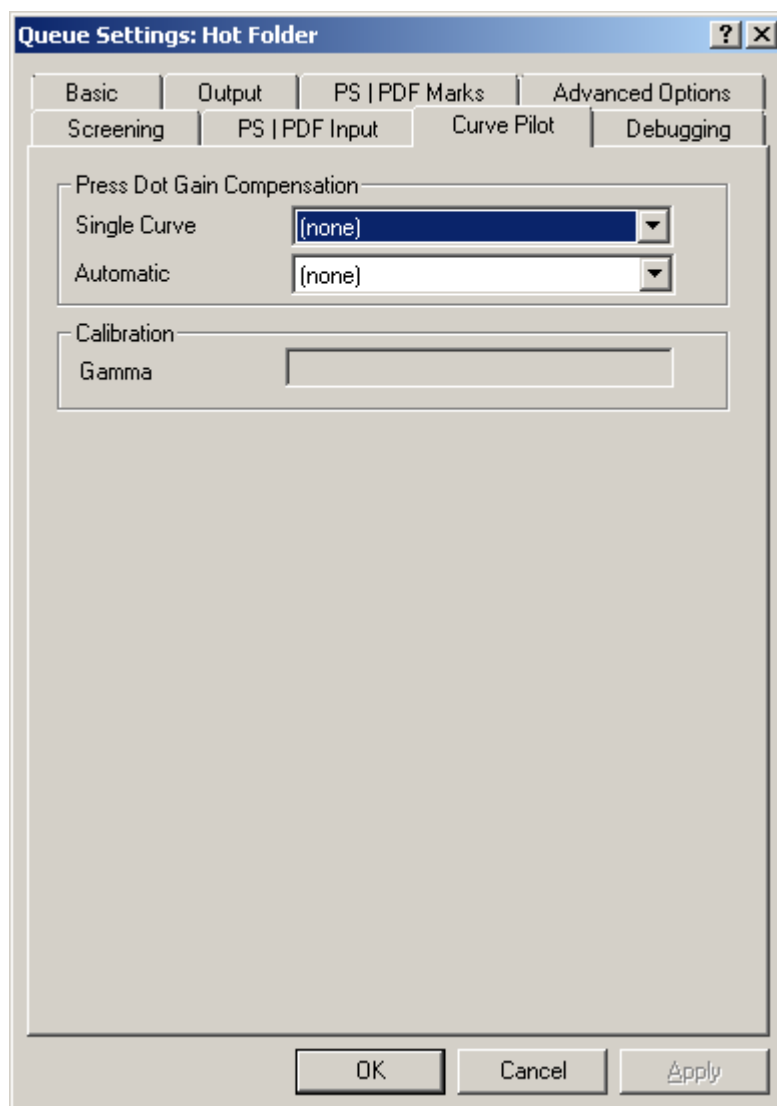 Queue Settings: Hot Folder
Basic Output PS | PDF Marks Advanced Options
Screening PS | PDF Input Curve Pilot Debugging
Press Dot Gain Compensation
Single Curve (none)
Automatic (none)
Calibration
Gamma
OK Cancel Apply